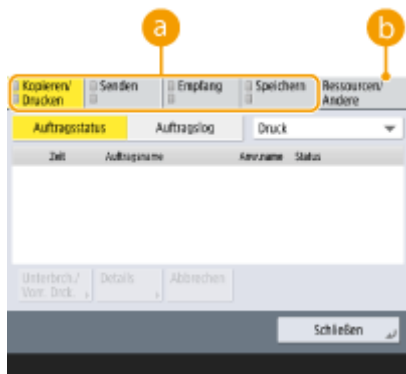 a
b
Kopieren/ Senden Empfang Speichern Ressourcen/
Drucken Andere
Auftragsstatus Auftragslog Druck
Zeit Auftragsname Anw.name Status
Unterbrch./ Details Abbrechen
Vorr. Drck.
Schließen